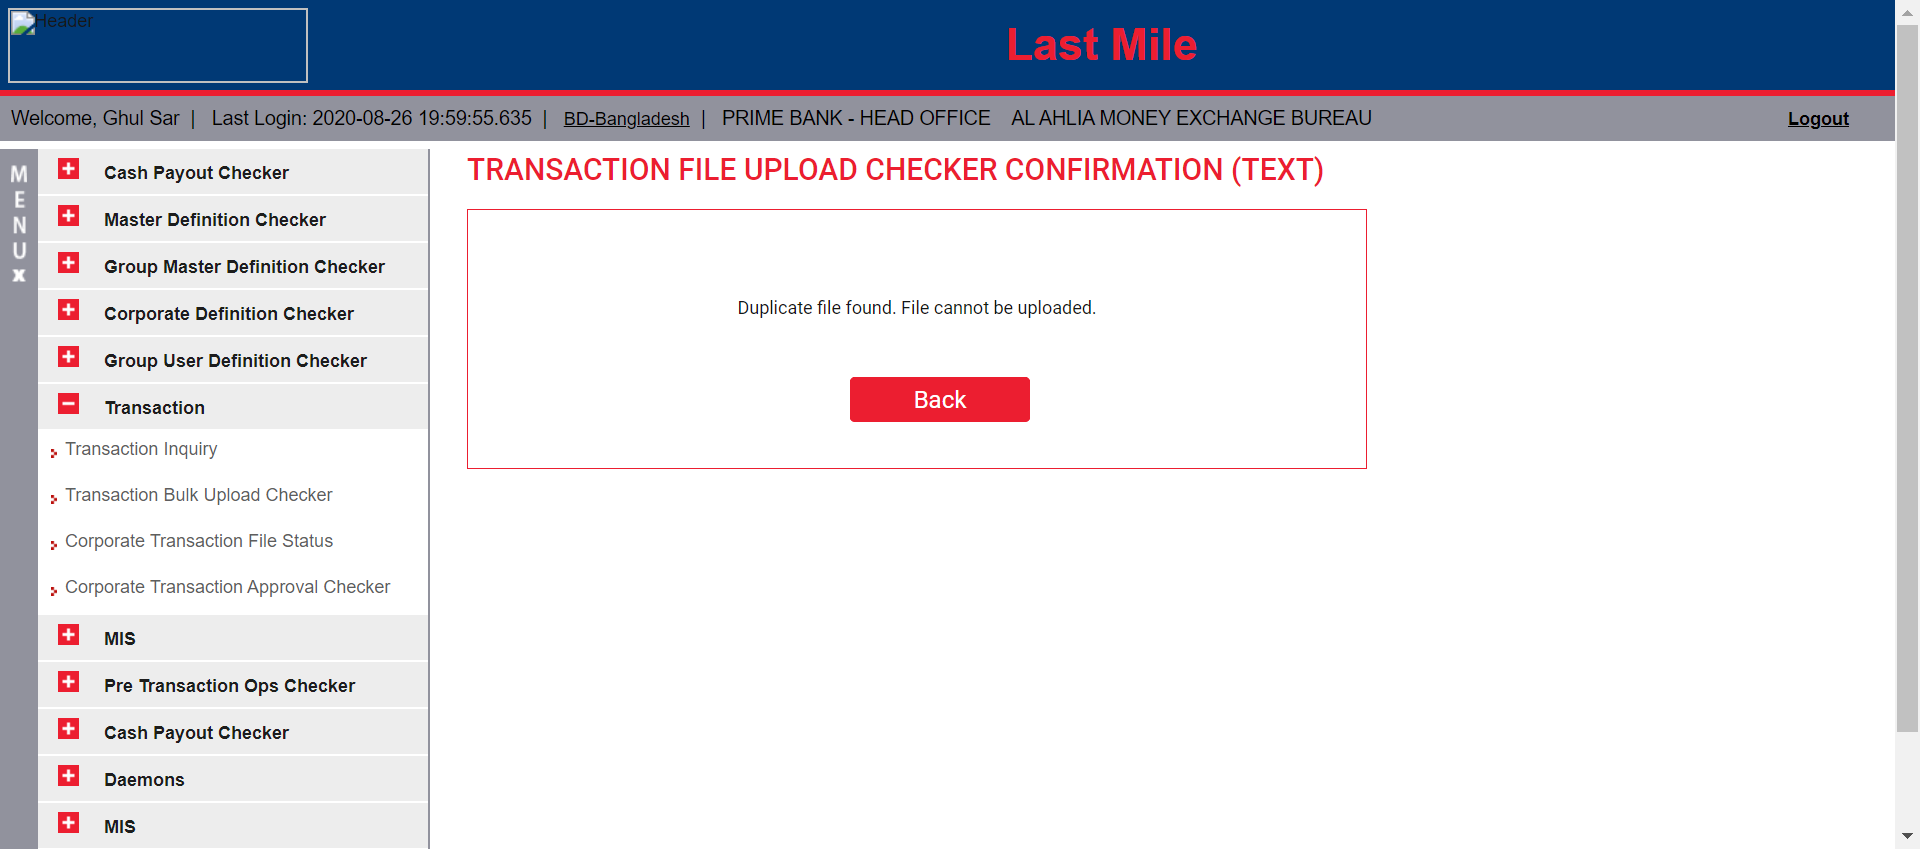 Header
Last Mile
Welcome, Ghul Sar | Last Login: 2020-08-26 19:59:55.635 | BD-Bangladesh | PRIME BANK - HEAD OFFICE AL AHLIA MONEY EXCHANGE BUREAU
Logout
MENU
x
Cash Payout Checker
Master Definition Checker
Group Master Definition Checker
Corporate Definition Checker
Group User Definition Checker
Transaction
Transaction Inquiry
Transaction Bulk Upload Checker
Corporate Transaction File Status
Corporate Transaction Approval Checker
MIS
Pre Transaction Ops Checker
Cash Payout Checker
Daemons
MIS
TRANSACTION FILE UPLOAD CHECKER CONFIRMATION (TEXT)
Duplicate file found. File cannot be uploaded.
Back